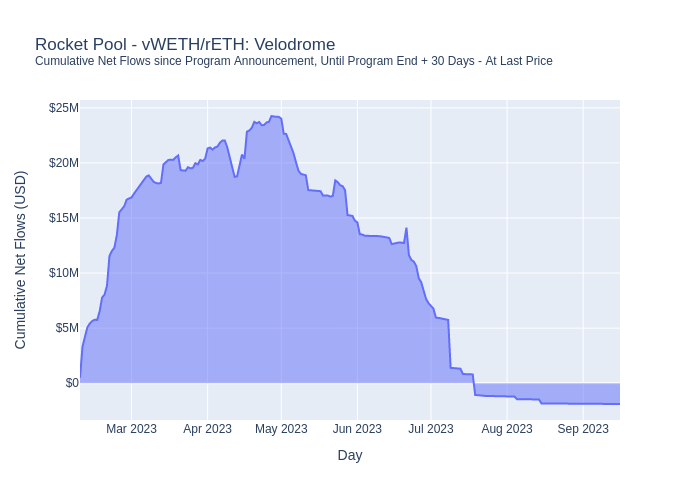 Rocket Pool - vWETH/rETH: Velodrome
Cumulative Net Flows since Program Announcement, Until Program End + 30 Days - At Last Price
Cumulative Net Flows (USD)
$25M
$20M
$15M
$10M
$5M
$0
Mar 2023 Apr 2023 May 2023 Jun 2023 Jul 2023 Aug 2023 Sep 2023
Day